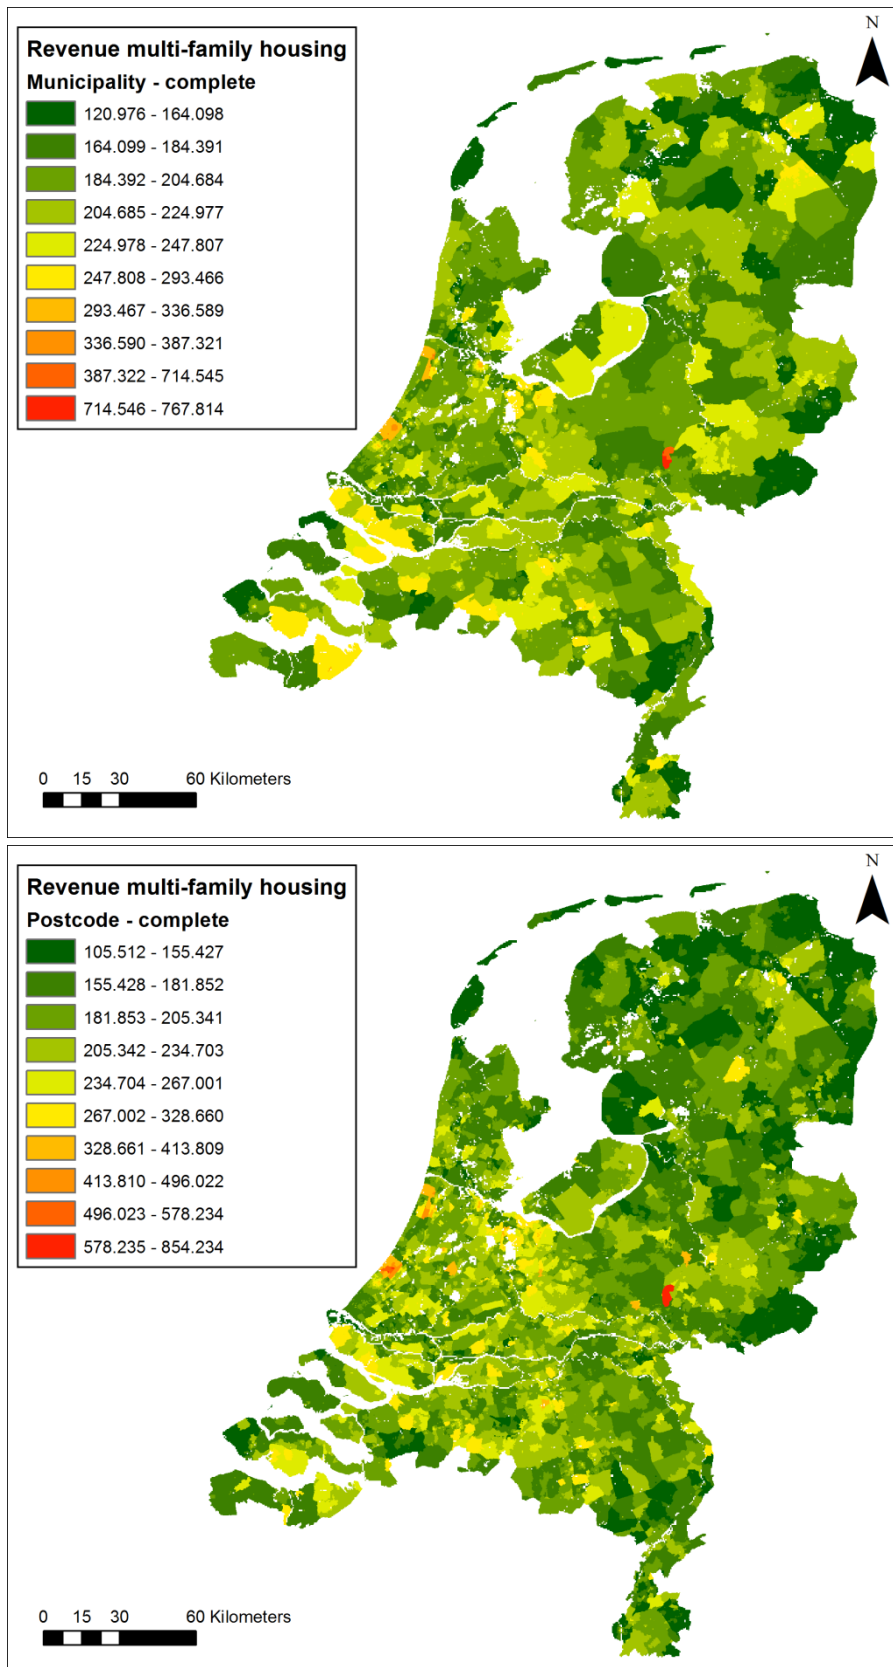 Revenue multi-family housing
Municipality - complete
120.976 - 164.098
164.099 - 184.391
184.392 - 204.684
204.685 - 224.977
224.978 - 247.807
247.808 - 293.466
293.467 - 336.589
336.590 - 387.321
387.322 - 714.545
714.546 - 767.814
N
0 15 30 60 Kilometers
Revenue multi-family housing
Postcode - complete
105.512 - 155.427
155.428 - 181.852
181.853 - 205.341
205.342 - 234.703
234.704 - 267.001
267.002 - 328.660
328.661 - 413.809
413.810 - 496.022
496.023 - 578.234
578.235 - 854.234
N
0 15 30 60 Kilometers